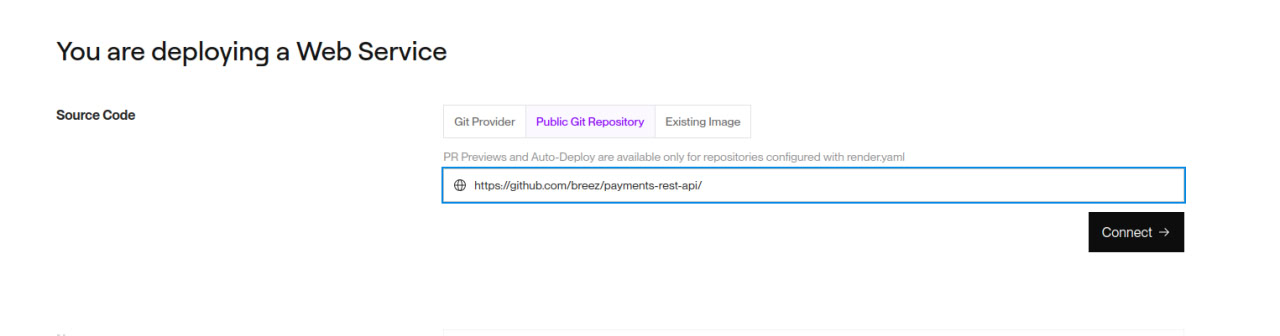 You are deploying a Web Service
Source Code
Git Provider
Public Git Repository
Existing Image
PR Previews and Auto-Deploy are available only for repositories configured with render.yaml
https://github.com/breez/payments-rest-api/
Connect →